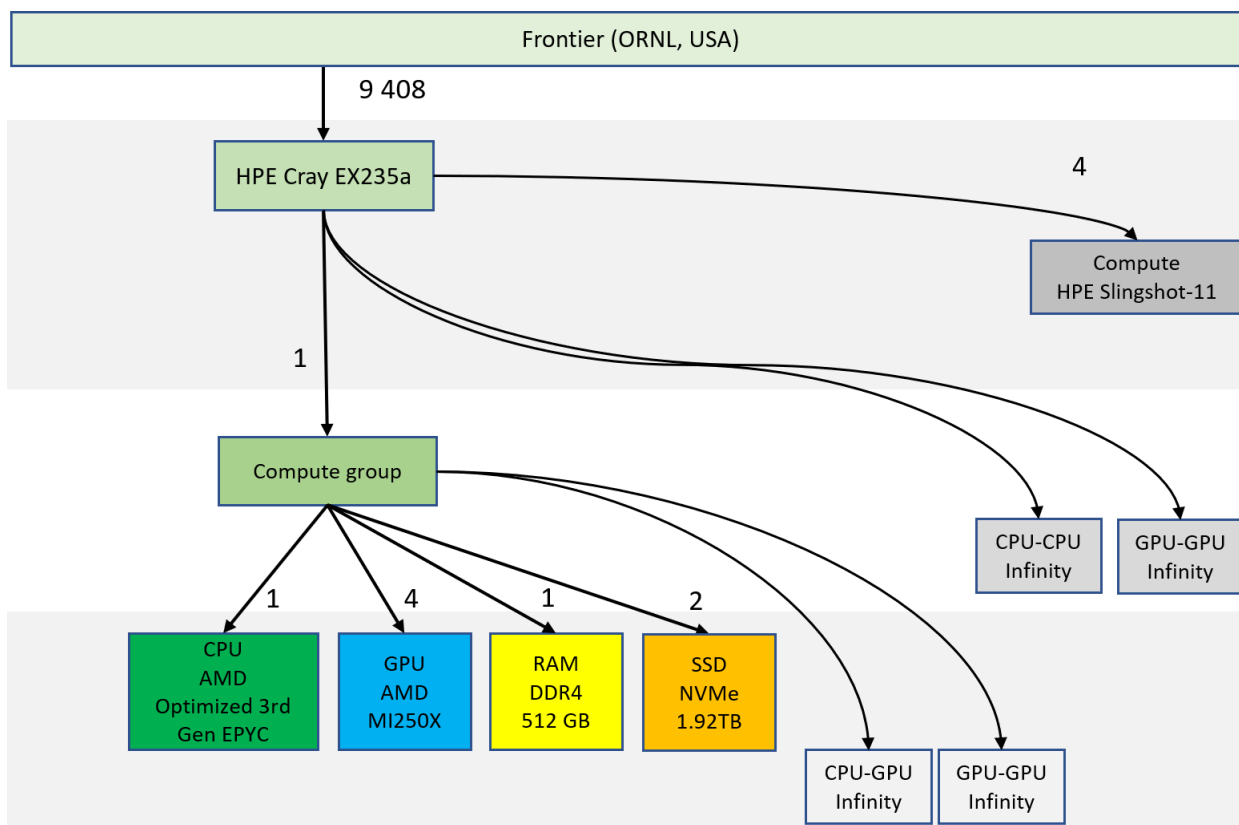 Frontier (ORNL, USA)
9 408
HPE Cray EX235a
4
Compute
HPE Slingshot-11
1
Compute group
CPU-CPU
Infinity
GPU-GPU
Infinity
1
4
1
2
CPU
AMD
Optimized 3rd
Gen EPYC
GPU
AMD
MI250X
RAM
DDR4
512 GB
SSD
NVMe
1.92TB
CPU-GPU
Infinity
GPU-GPU
Infinity